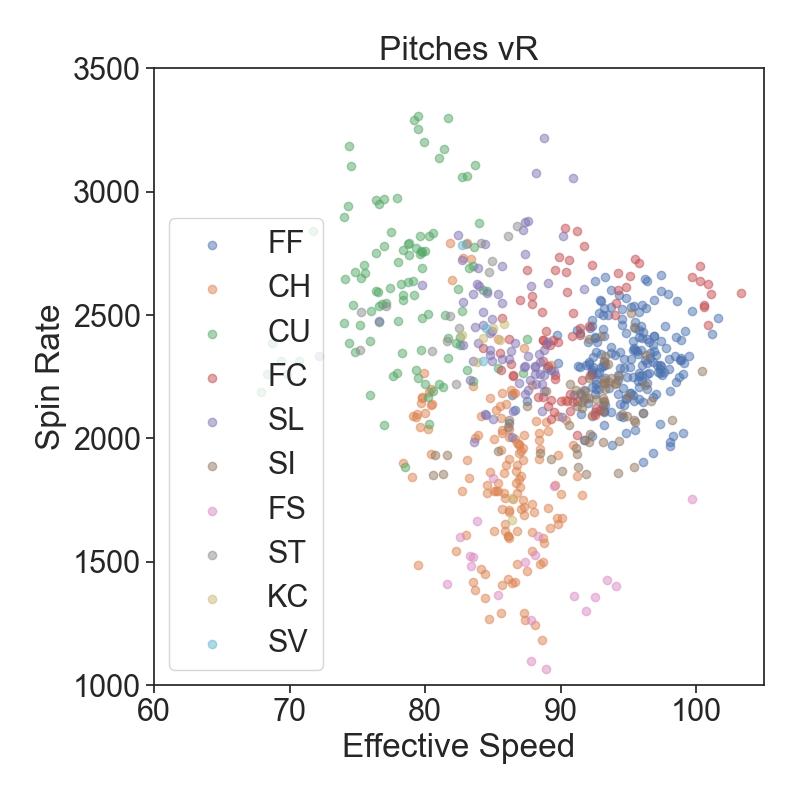 Pitches vR
3500
3000
2500
2000
1500
1000
Spin Rate
FF
CH
CU
FC
SL
SI
FS
ST
KC
SV
60 70 80 90 100
Effective Speed